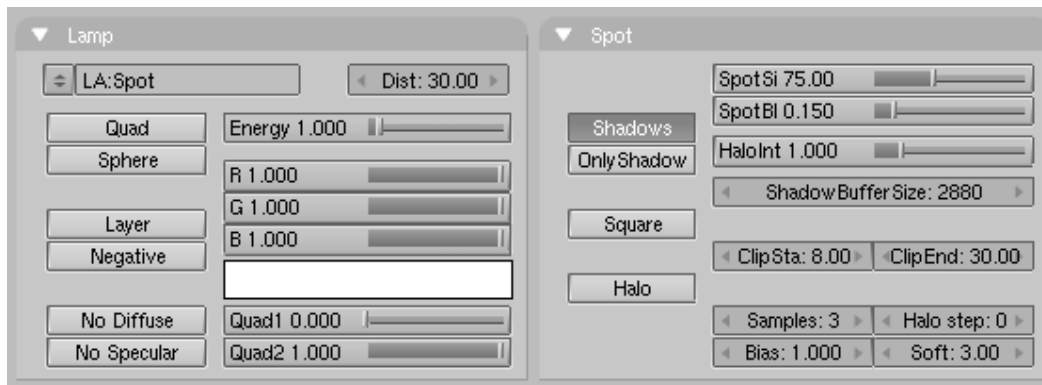 Lamp
LA:Spot
Dist: 30.00
Quad
Energy 1.000
Sphere
R 1.000
G 1.000
Layer
B 1.000
Negative
No Diffuse
Quad1 0.000
No Specular
Quad2 1.000
Spot
SpotSi 75.00
SpotBl 0.150
Shadows
OnlyShadow
HaloInt 1.000
ShadowBufferSize: 2880
Square
ClipSta: 8.00
ClipEnd: 30.00
Halo
Samples: 3
Halo step: 0
Bias: 1.000
Soft: 3.00